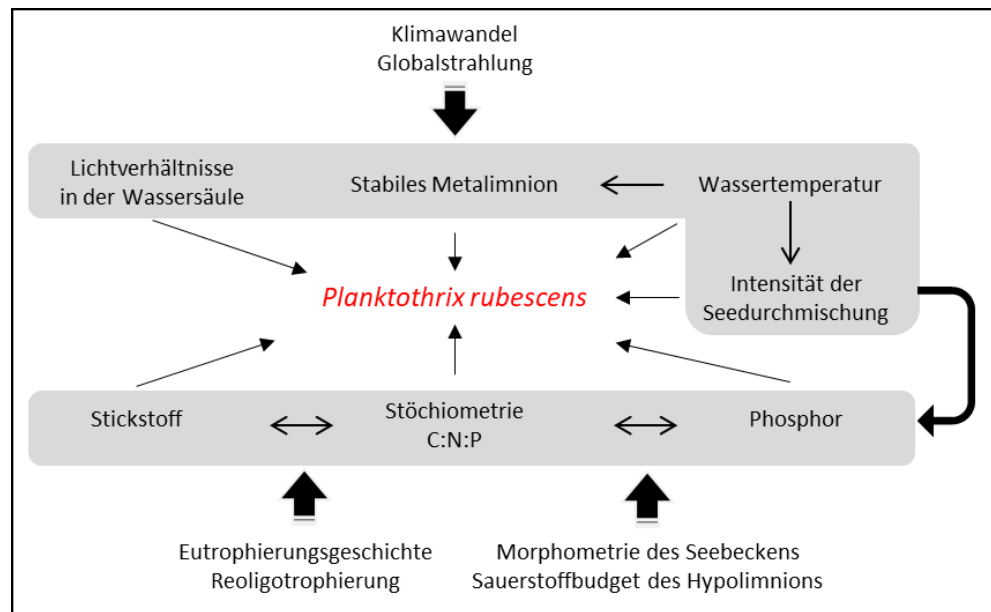 Klimawandel
Globalstrahlung
Lichtverhältnisse
in der Wassersäule
Stabiles Metalimnion
Wassertemperatur
Planktothrix rubescens
Intensität der
Seedurchmischung
Stickstoff
Stöchiometrie
C:N:P
Phosphor
Eutrophierungsgeschichte
Reoligotrophierung
Morphometrie des Seebeckens
Sauerstoffbudget des Hypolimnions